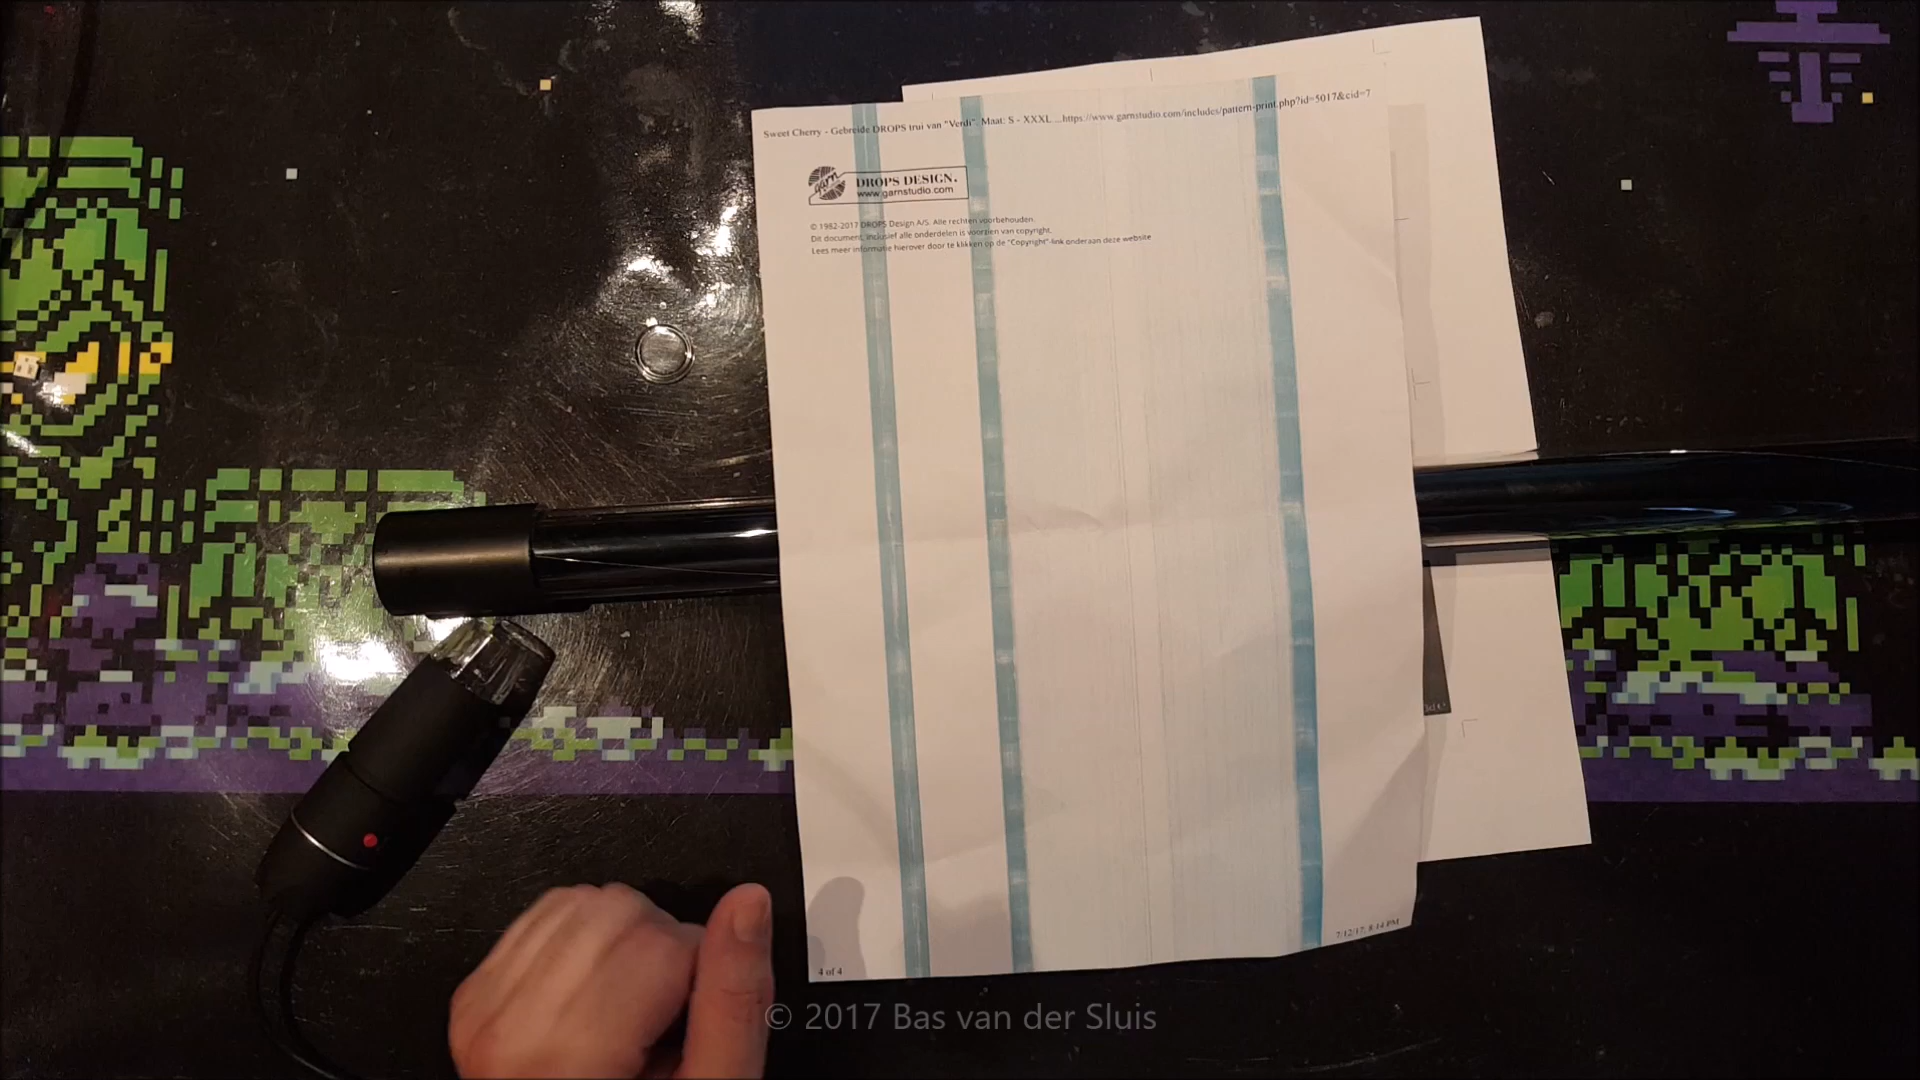 Sweet Cherry - Gebreide DROPS trui van "Verdi". Maat: S - XXXL ...https://www.garnstudio.com/includes/pattern-print.php?id=5017&cid=7
garn
DROPS DESIGN.
www.garnstudio.com
© 1982-2017 DROPS Design A/S. Alle rechten voorbehouden.
Dit document, inclusief alle onderdelen is voorzien van copyright.
Lees meer informatie hierover door te klikken op de "Copyright"-link onderaan deze website
7/12/17, 8:14 PM
4 of 4
© 2017 Bas van der Sluis